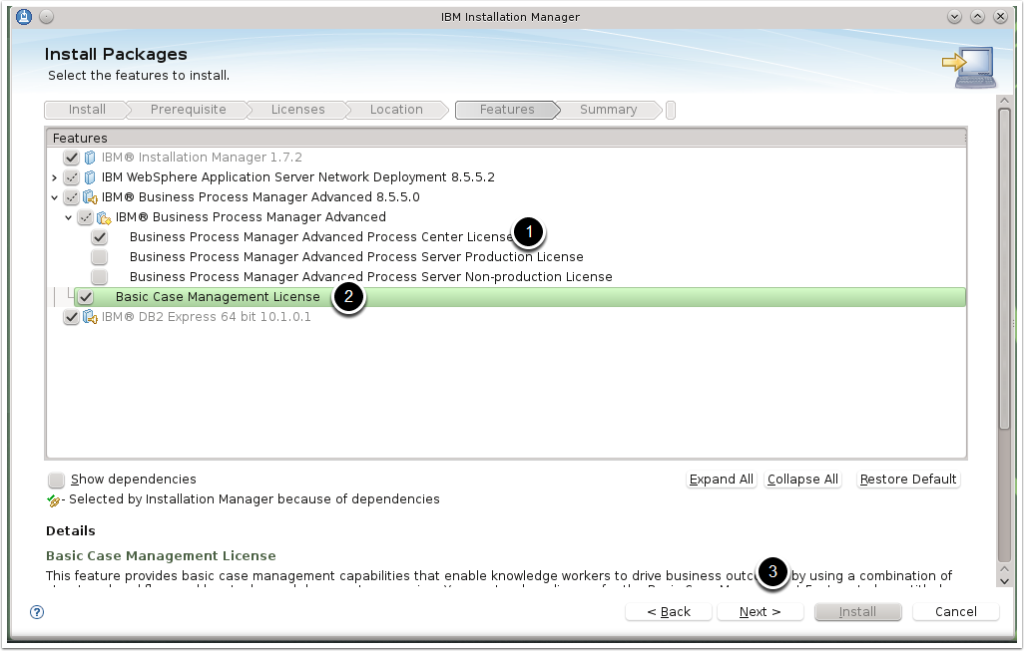 IBM Installation Manager
Install Packages
Select the features to install.
Install Prerequisite Licenses Location Features Summary
Features
IBM® Installation Manager 1.7.2
IBM WebSphere Application Server Network Deployment 8.5.5.2
IBM® Business Process Manager Advanced 8.5.5.0
IBM® Business Process Manager Advanced
Business Process Manager Advanced Process Center License 1
Business Process Manager Advanced Process Server Production License
Business Process Manager Advanced Process Server Non-production License
Basic Case Management License 2
IBM® DB2 Express 64 bit 10.1.0.1
Show dependencies Expand All Collapse All Restore Default
- Selected by Installation Manager because of dependencies
Details
Basic Case Management License
3
This feature provides basic case management capabilities that enable knowledge workers to drive business by using a combination of
? < Back Next > Install Cancel